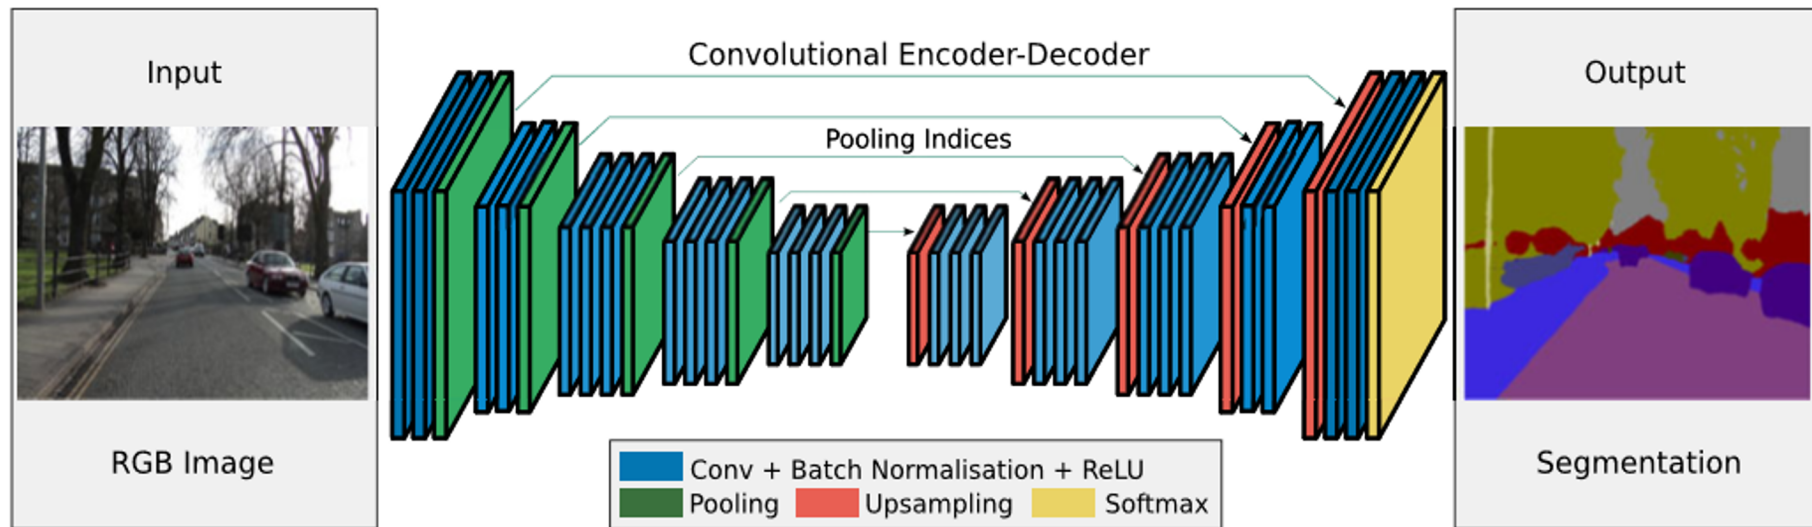 Input
RGB Image
Convolutional Encoder-Decoder
Pooling Indices
Conv + Batch Normalisation + ReLU
Pooling Upsampling Softmax
Output
Segmentation